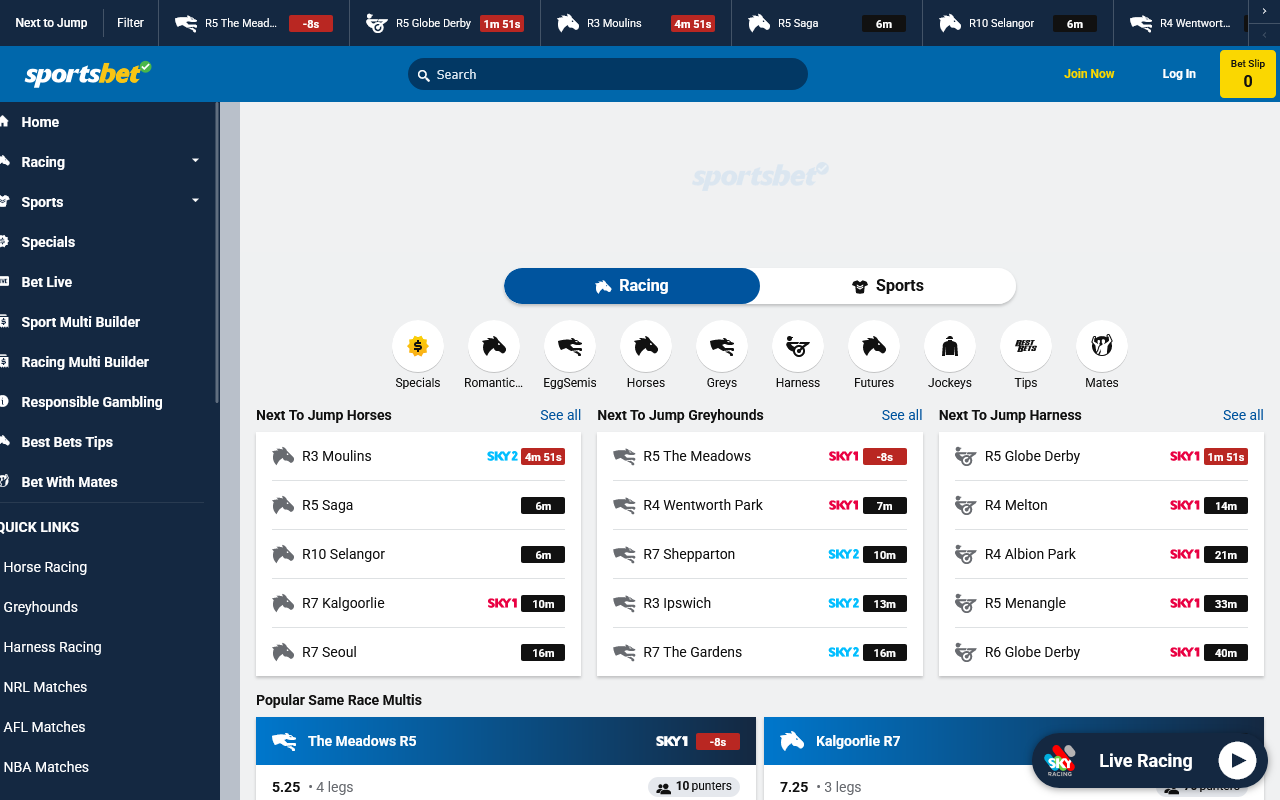 Next to Jump
Filter
R5 The Mead...
-8s
R5 Globe Derby
1m 51s
R3 Moulins
4m 51s
R5 Saga
6m
R10 Selangor
6m
R4 Wentwort...
sportsbet
Search
Join Now
Log In
Bet Slip
0
Home
Racing
Sports
Specials
Bet Live
Sport Multi Builder
Racing Multi Builder
Responsible Gambling
Best Bets Tips
Bet With Mates
QUICK LINKS
Horse Racing
Greyhounds
Harness Racing
NRL Matches
AFL Matches
NBA Matches
sportsbet
Racing
Sports
Specials
Romantic...
EggSemis
Horses
Greys
Harness
Futures
Jockeys
BEST BETS
Tips
Mates
Next To Jump Horses
See all
R3 Moulins SKY2 4m 51s
R5 Saga 6m
R10 Selangor 6m
R7 Kalgoorlie SKY1 10m
R7 Seoul 16m
Next To Jump Greyhounds
See all
R5 The Meadows SKY1 -8s
R4 Wentworth Park SKY1 7m
R7 Shepparton SKY2 10m
R3 Ipswich SKY2 13m
R7 The Gardens SKY2 16m
Next To Jump Harness
See all
R5 Globe Derby SKY1 1m 51s
R4 Melton SKY1 14m
R4 Albion Park SKY1 21m
R5 Menangle SKY1 33m
R6 Globe Derby SKY1 40m
Popular Same Race Multis
The Meadows R5 SKY1 -8s
5.25 • 4 legs 10 punters
Kalgoorlie R7
7.25 • 3 legs punters
SKY RACING
Live Racing